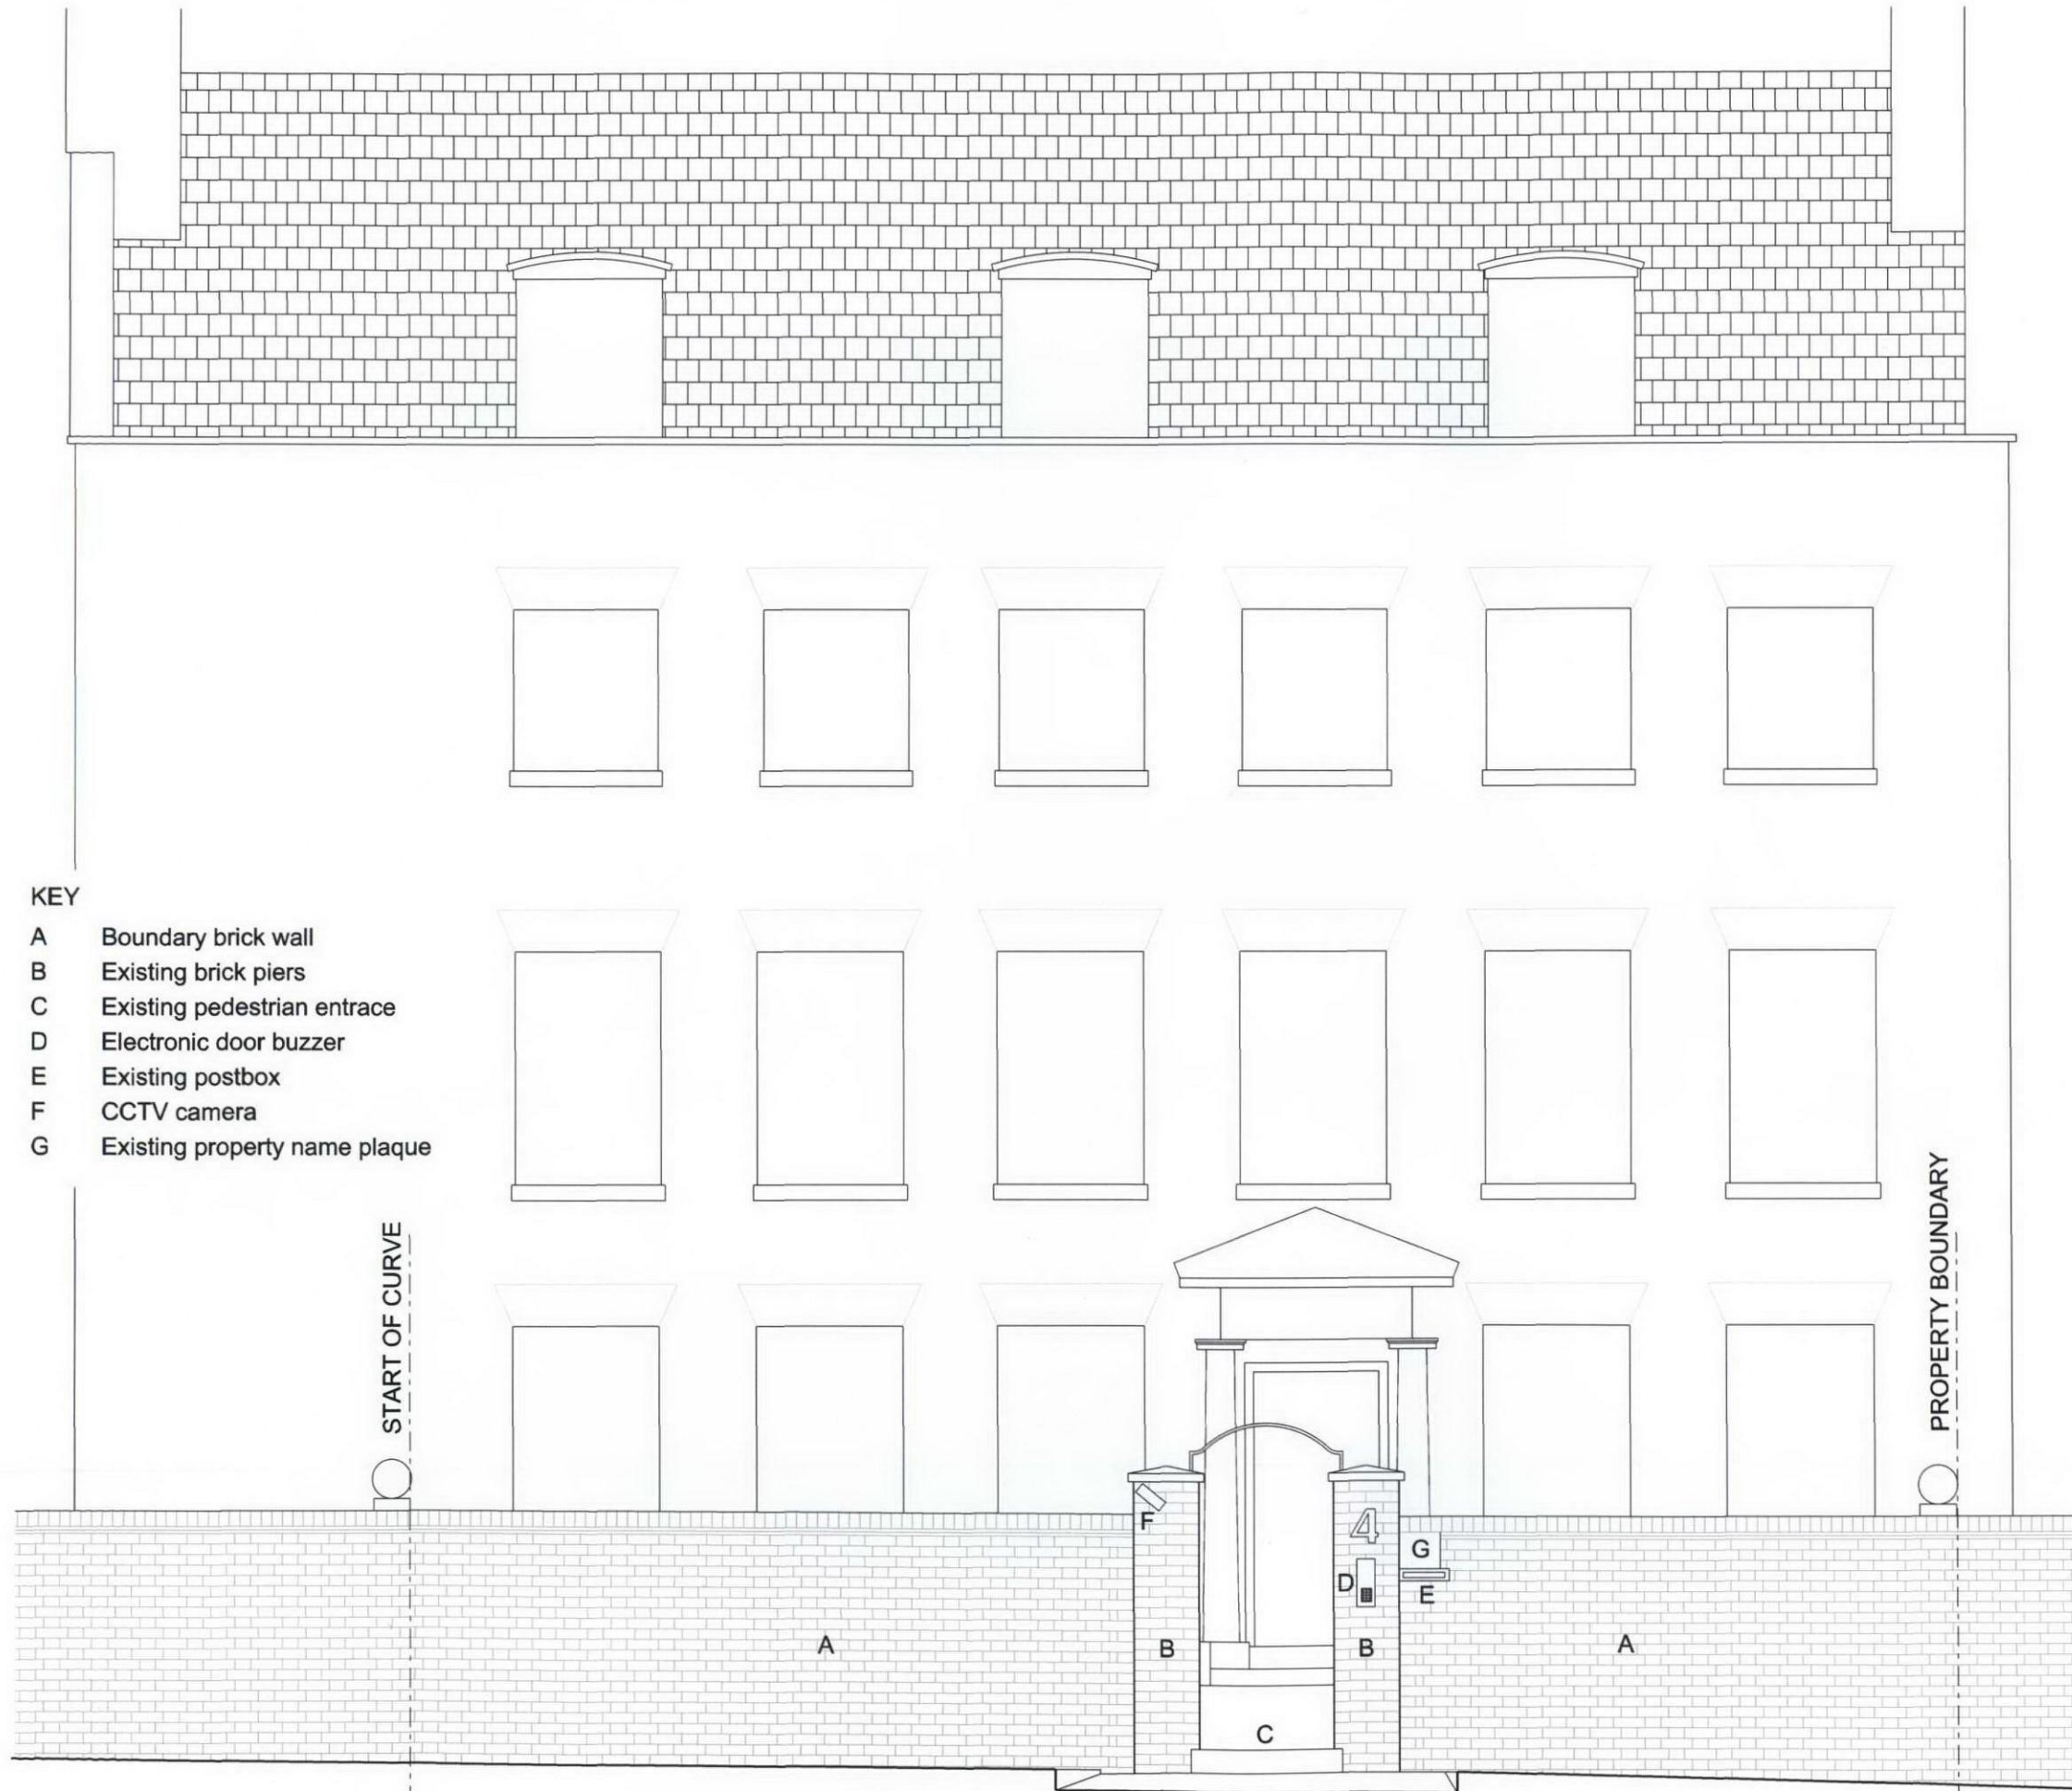 KEY
A Boundary brick wall
B Existing brick piers
C Existing pedestrian entrace
D Electronic door buzzer
E Existing postbox
F CCTV camera
G Existing property name plaque
START OF CURVE
PROPERTY BOUNDARY
F
4
G
D
E
A
B
B
A
C